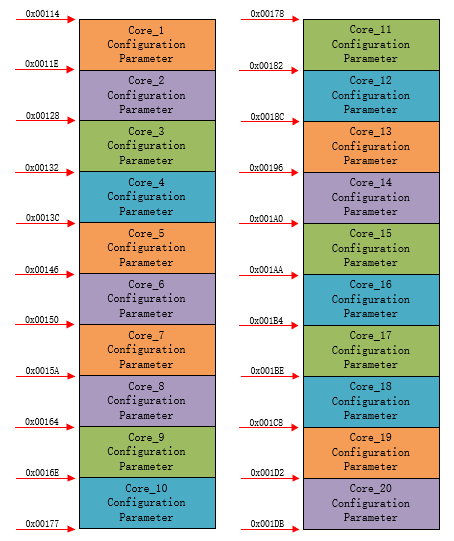 0x00114
Core_1
Configuration
Parameter
0x0011E
Core_2
Configuration
Parameter
0x00128
Core_3
Configuration
Parameter
0x00132
Core_4
Configuration
Parameter
0x0013C
Core_5
Configuration
Parameter
0x00146
Core_6
Configuration
Parameter
0x00150
Core_7
Configuration
Parameter
0x0015A
Core_8
Configuration
Parameter
0x00164
Core_9
Configuration
Parameter
0x0016E
Core_10
Configuration
Parameter
0x00177
0x00178
Core_11
Configuration
Parameter
0x00182
Core_12
Configuration
Parameter
0x0018C
Core_13
Configuration
Parameter
0x00196
Core_14
Configuration
Parameter
0x001A0
Core_15
Configuration
Parameter
0x001AA
Core_16
Configuration
Parameter
0x001B4
Core_17
Configuration
Parameter
0x001BE
Core_18
Configuration
Parameter
0x001C8
Core_19
Configuration
Parameter
0x001D2
Core_20
Configuration
Parameter
0x001DB